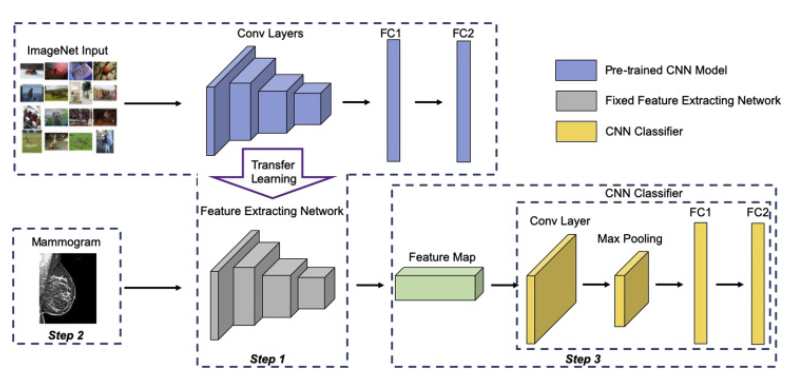 ImageNet Input
Conv Layers
FC1
FC2
Pre-trained CNN Model
Fixed Feature Extracting Network
CNN Classifier
Transfer
Learning
CNN Classifier
Feature Extracting Network
Mammogram
Feature Map
Conv Layer
Max Pooling
FC1
FC2
Step 2
Step 1
Step 3